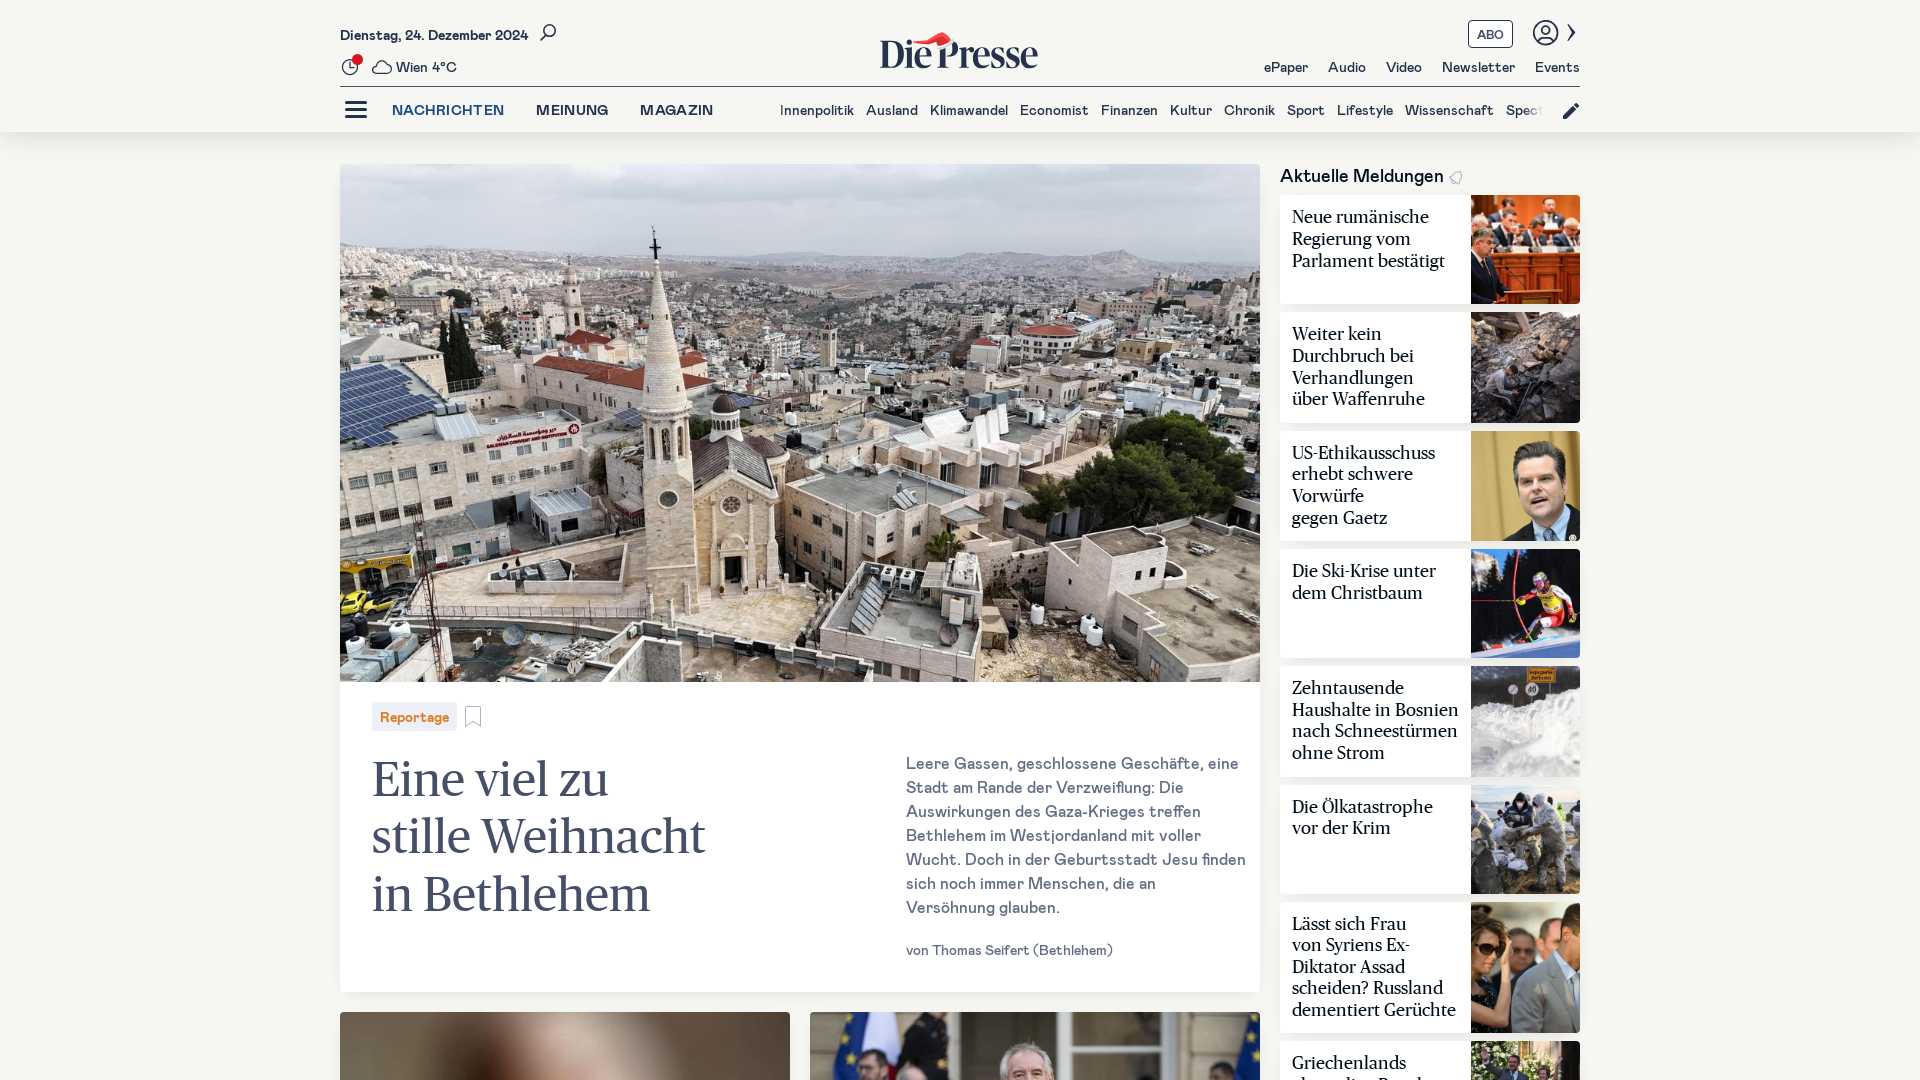 Dienstag, 24. Dezember 2024
Wien 4°C
Die Presse
ABO
ePaper Audio Video Newsletter Events
NACHRICHTEN MEINUNG MAGAZIN
Innenpolitik Ausland Klimawandel Economist Finanzen Kultur Chronik Sport Lifestyle Wissenschaft Spect
Reportage
Eine viel zu
stille Weihnacht
in Bethlehem
Leere Gassen, geschlossene Geschäfte, eine
Stadt am Rande der Verzweiflung: Die
Auswirkungen des Gaza-Krieges treffen
Bethlehem im Westjordanland mit voller
Wucht. Doch in der Geburtsstadt Jesu finden
sich noch immer Menschen, die an
Versöhnung glauben.
von Thomas Seifert (Bethlehem)
Aktuelle Meldungen
Neue rumänische
Regierung vom
Parlament bestätigt
Weiter kein
Durchbruch bei
Verhandlungen
über Waffenruhe
US-Ethikausschuss
erhebt schwere
Vorwürfe
gegen Gaetz
Die Ski-Krise unter
dem Christbaum
Zehntausende
Haushalte in Bosnien
nach Schneestürmen
ohne Strom
Die Ölkatastrophe
vor der Krim
Lässt sich Frau
von Syriens Ex-
Diktator Assad
scheiden? Russland
dementiert Gerüchte
Griechenlands